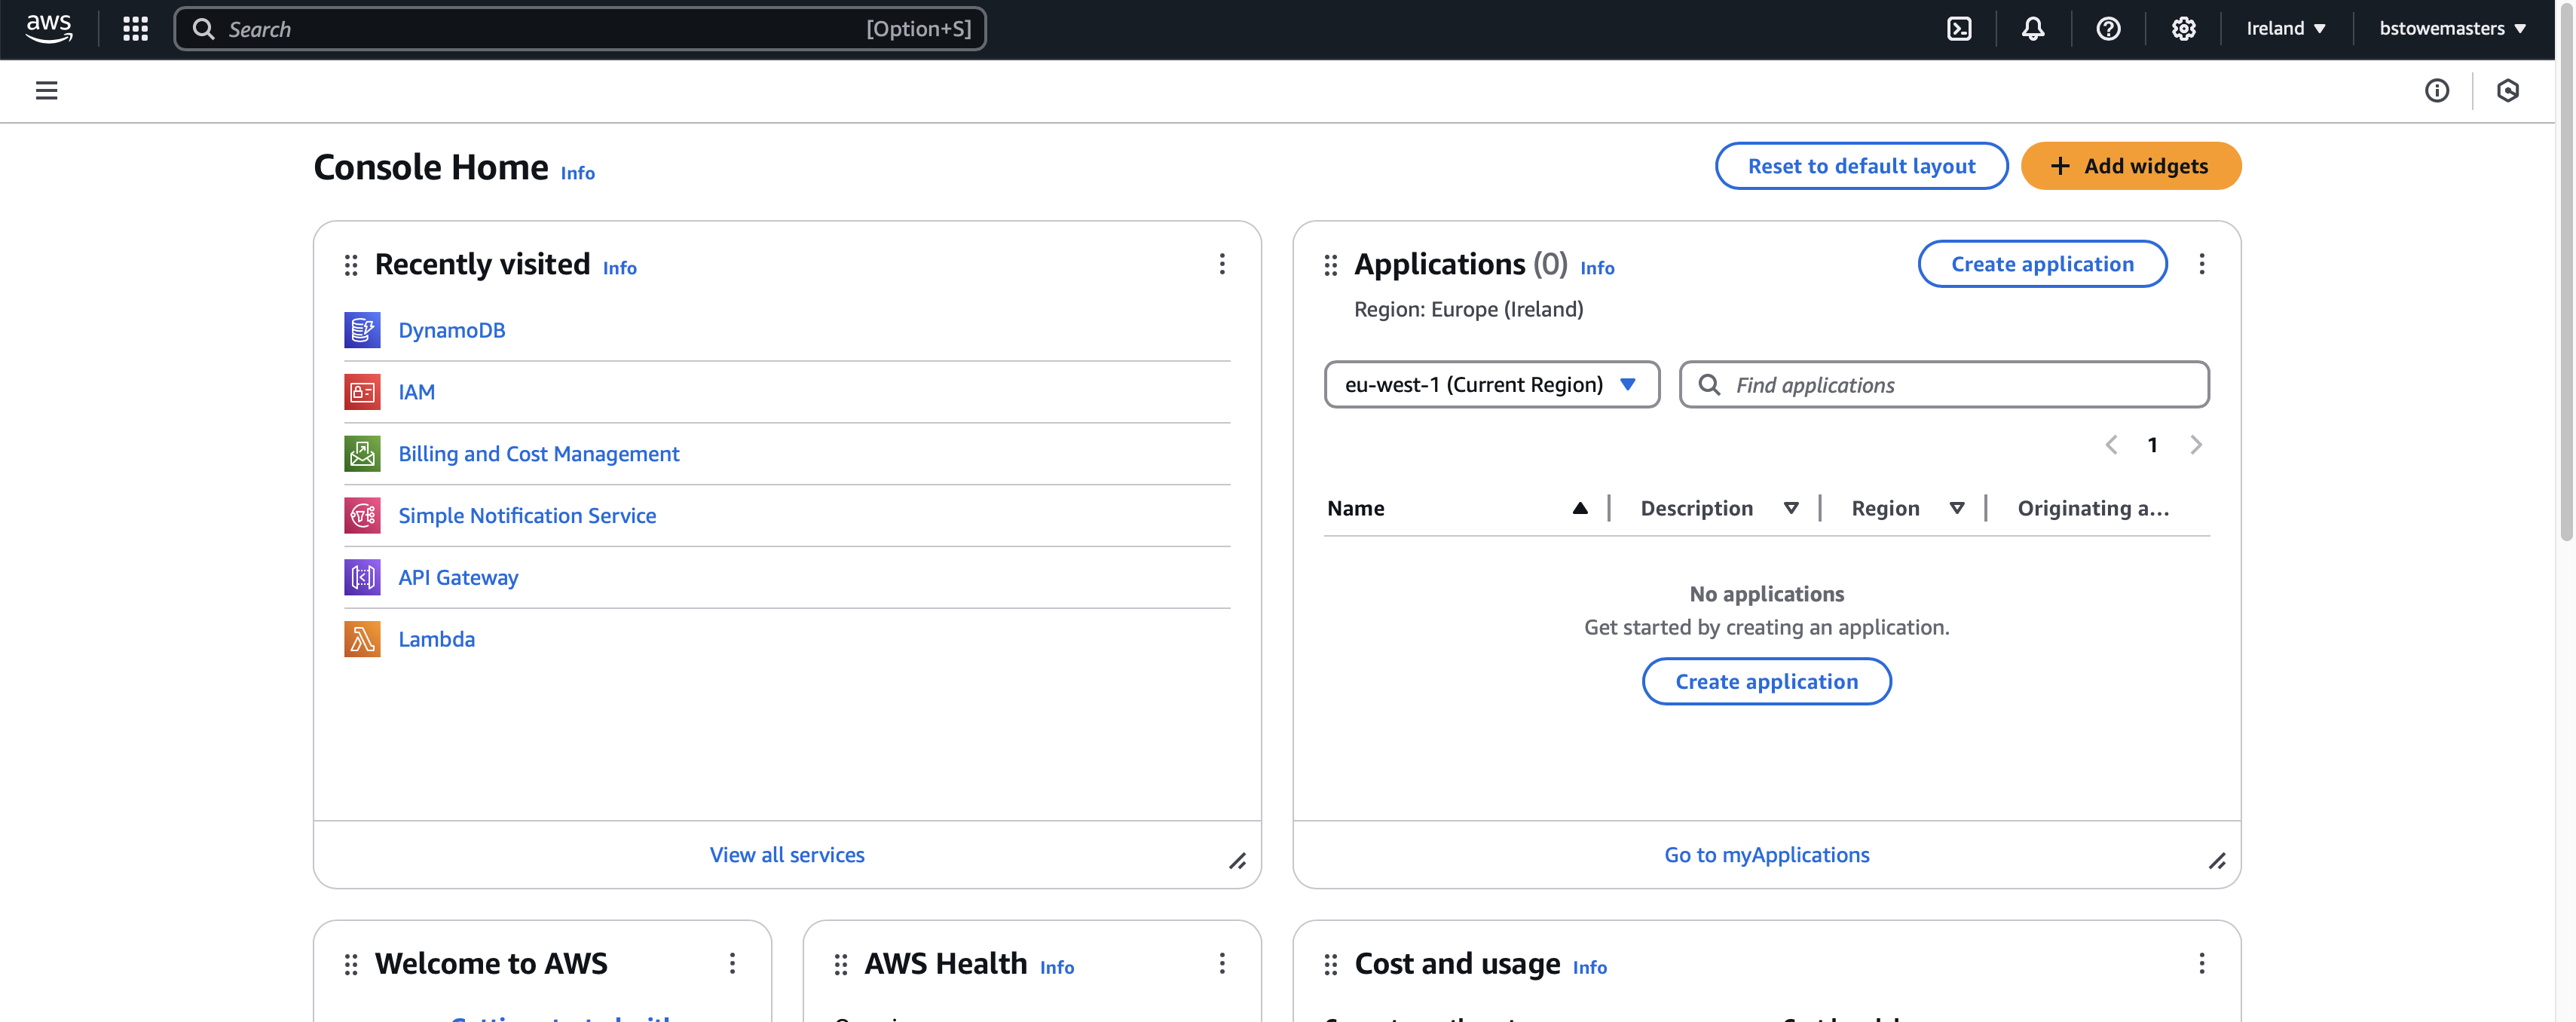 aws
Search
[Option+S]
Ireland
bstowemasters
Console Home Info
Reset to default layout
Add widgets
Recently visited Info
DynamoDB
IAM
Billing and Cost Management
Simple Notification Service
API Gateway
Lambda
View all services
Applications (0) Info
Create application
Region: Europe (Ireland)
eu-west-1 (Current Region)
Find applications
1
Name
Description
Region
Originating a...
No applications
Get started by creating an application.
Create application
Go to myApplications
Welcome to AWS
AWS Health Info
Cost and usage Info